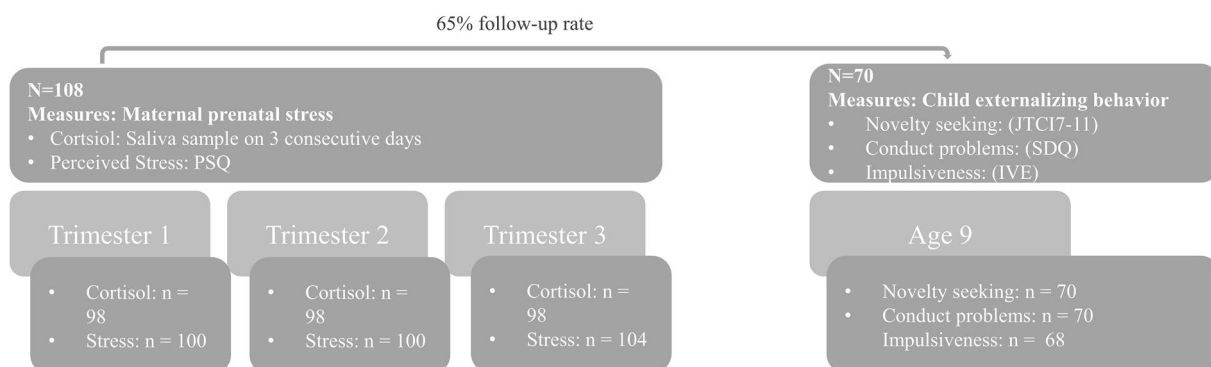 65% follow-up rate
N=108
Measures: Maternal prenatal stress
• Cortsiol: Saliva sample on 3 consecutive days
• Perceived Stress: PSQ
N=70
Measures: Child externalizing behavior
• Novelty seeking: (JTCI7-11)
• Conduct problems: (SDQ)
• Impulsiveness: (IVE)
Trimester 1
• Cortisol: n =
98
• Stress: n = 100
Trimester 2
• Cortisol: n =
98
• Stress: n = 100
Trimester 3
• Cortisol: n =
98
• Stress: n = 104
Age 9
• Novelty seeking: n = 70
• Conduct problems: n = 70
Impulsiveness: n = 68